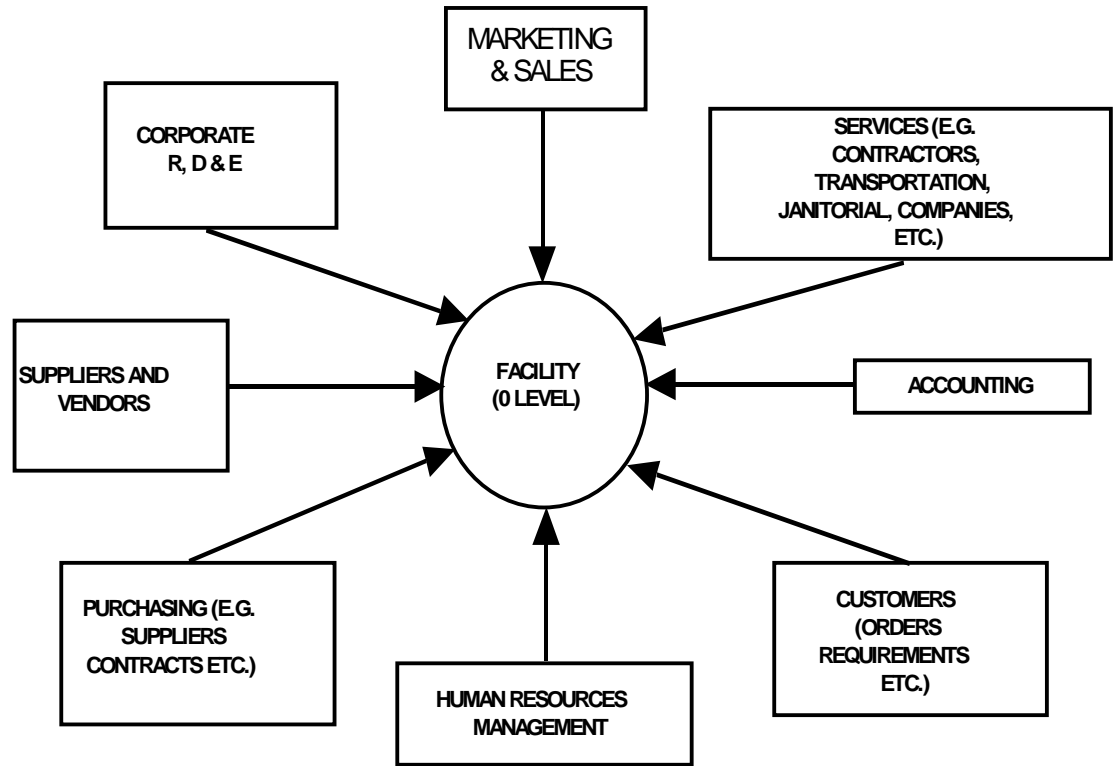 MARKETING
& SALES
CORPORATE
R, D & E
SERVICES (E.G.
CONTRACTORS,
TRANSPORTATION,
JANITORIAL, COMPANIES,
ETC.)
SUPPLIERS AND
VENDORS
FACILITY
(0 LEVEL)
ACCOUNTING
PURCHASING (E.G.
SUPPLIERS
CONTRACTS ETC.)
HUMAN RESOURCES
MANAGEMENT
CUSTOMERS
(ORDERS
REQUIREMENTS
ETC.)